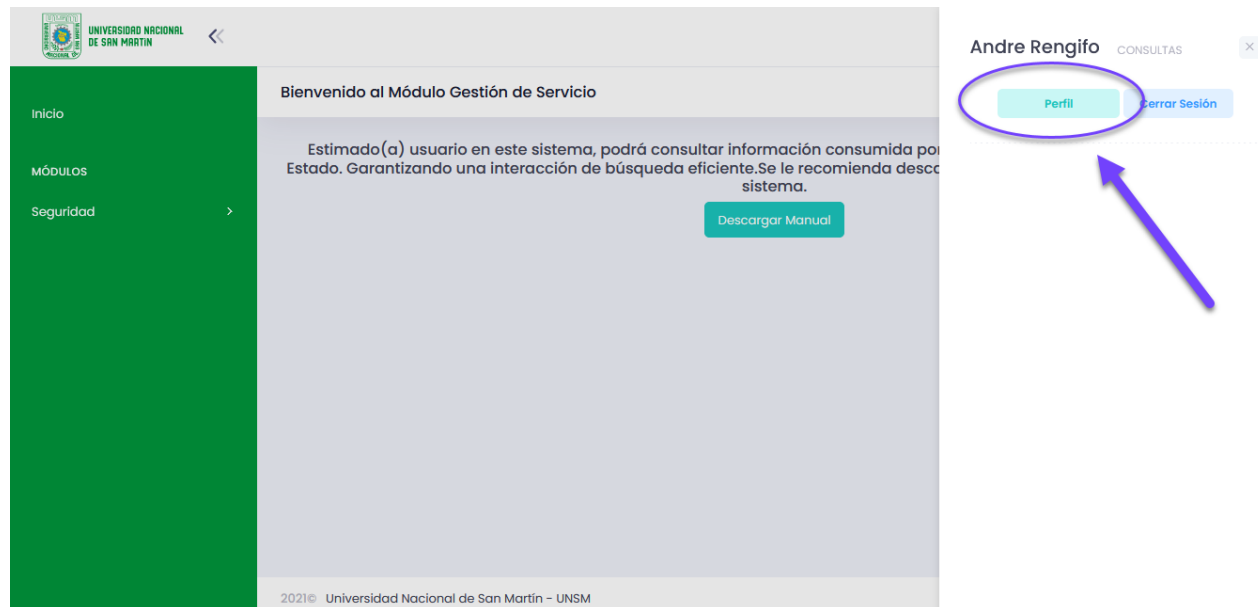 UNIVERSIDAD NACIONAL
DE SAN MARTIN
Andre Rengifo CONSULTAS
Perfil
Cerrar Sesión
Bienvenido al Módulo Gestión de Servicio
Inicio
MÓDULOS
Seguridad
Estimado(a) usuario en este sistema, podrá consultar información consumida por
Estado. Garantizando una interacción de búsqueda eficiente.Se le recomienda desc
sistema.
Descargar Manual
2021© Universidad Nacional de San Martín - UNSM